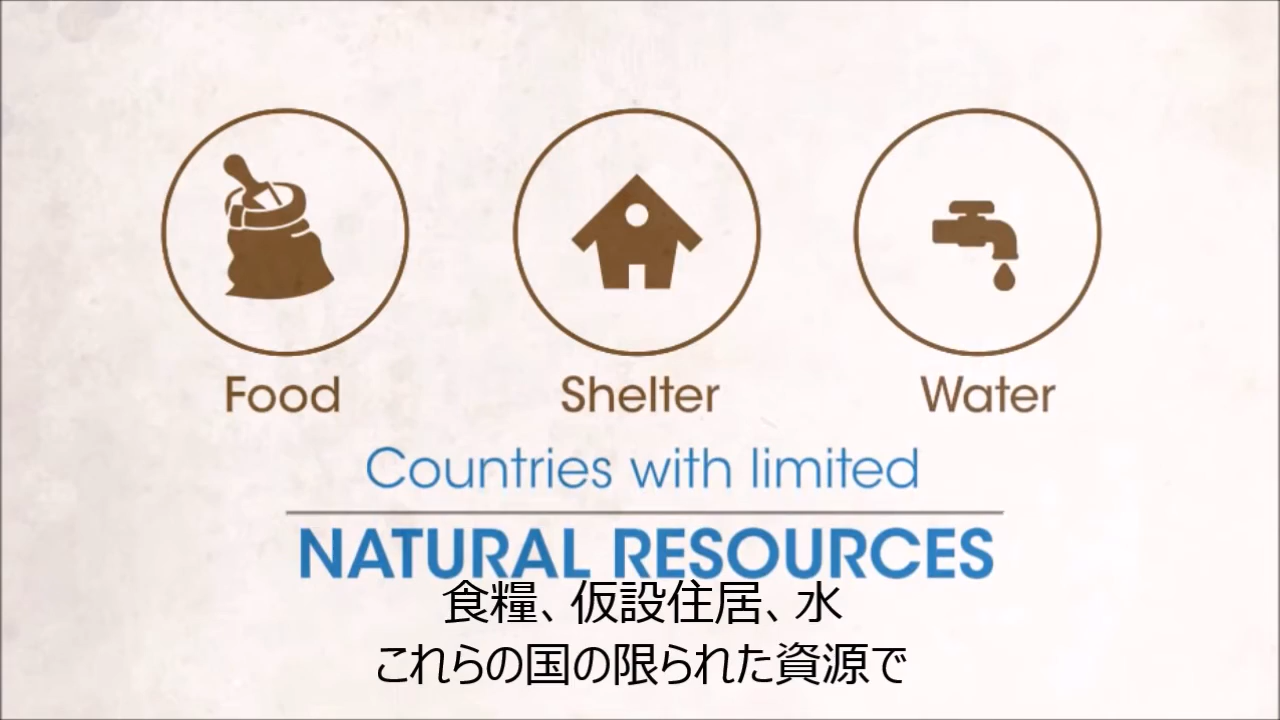 Food
Shelter
Water
Countries with limited
NATURAL RESOURCES
食糧、仮設住居、水
これらの国の限られた資源で